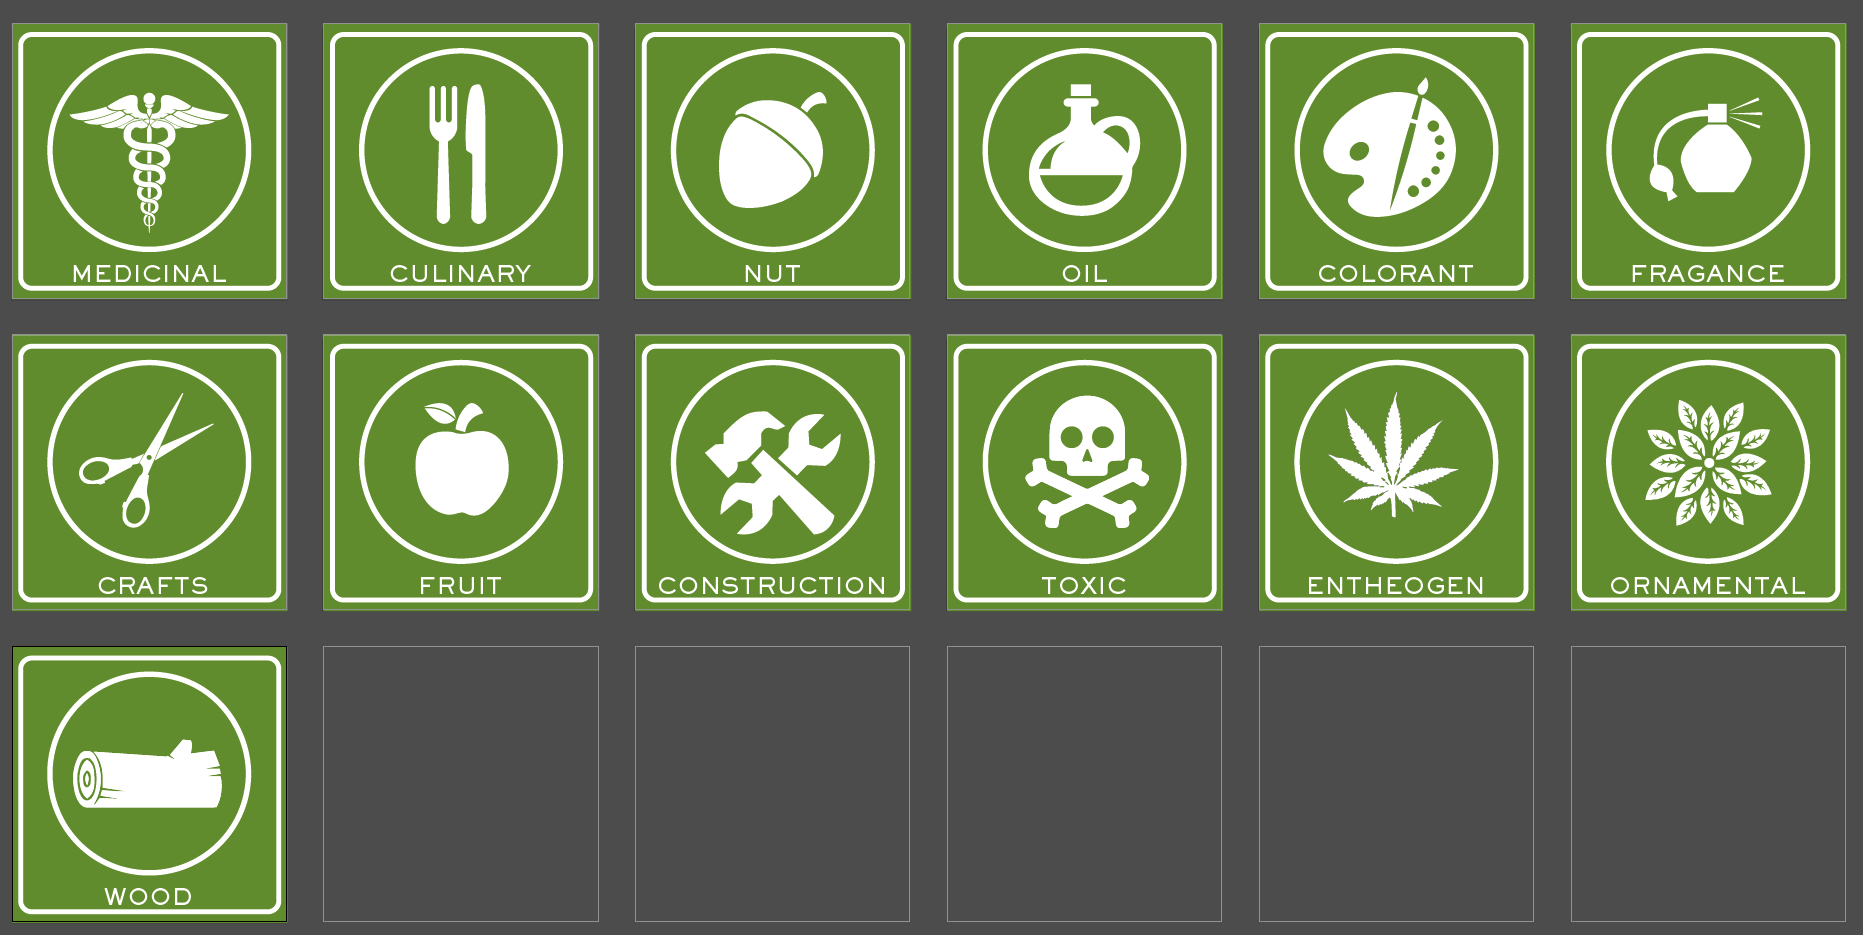 MEDICINAL
CULINARY
NUT
OIL
COLORANT
FRAGANCE
CRAFTS
FRUIT
CONSTRUCTION
TOXIC
ENTHEOGEN
ORNAMENTAL
WOOD